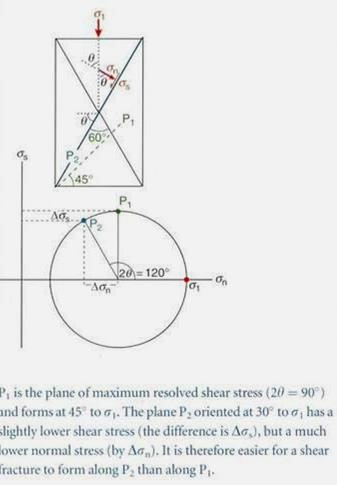 σ₁
θ
σₙ
θ
σₛ
θ
P₁
60°
P₂
45°
σₛ
P₁
Δσₛ
P₂
2θ = 120°
σₙ
Δσₙ
σ₁
P₁ is the plane of maximum resolved shear stress (2θ = 90°)
and forms at 45° to σ₁. The plane P₂ oriented at 30° to σ₁ has a
slightly lower shear stress (the difference is Δσₛ), but a much
lower normal stress (by Δσₙ). It is therefore easier for a shear
fracture to form along P₂ than along P₁.